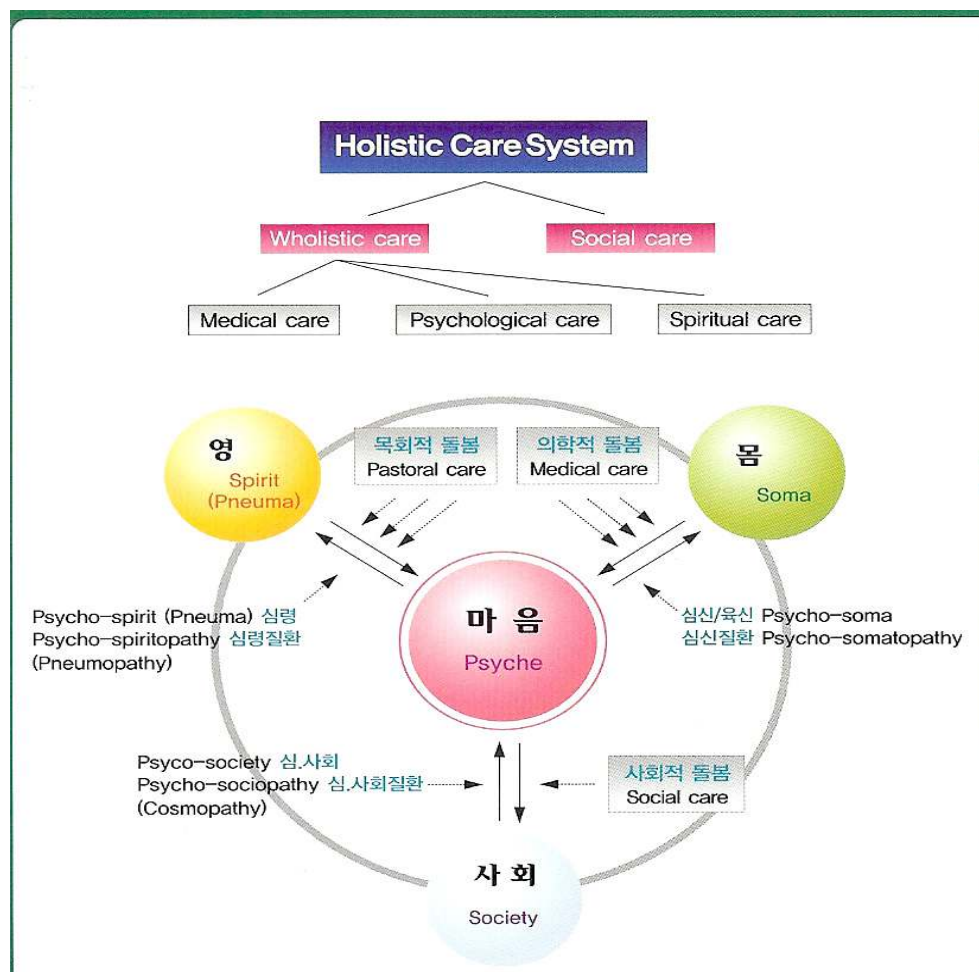 Holistic Care System
Wholistic care
Social care
Medical care
Psychological care
Spiritual care
영
Spirit
(Pneuma)
목회적 돌봄
Pastoral care
의학적 돌봄
Medical care
몸
Soma
마음
Psyche
Psycho-spirit (Pneuma) 심령
Psycho-spiritopathy 심령질환
(Pneumopathy)
심신/육신 Psycho-soma
심신질환 Psycho-somatopathy
Psyco-society 심.사회
Psycho-sociopathy 심.사회질환
(Cosmopathy)
사회적 돌봄
Social care
사회
Society